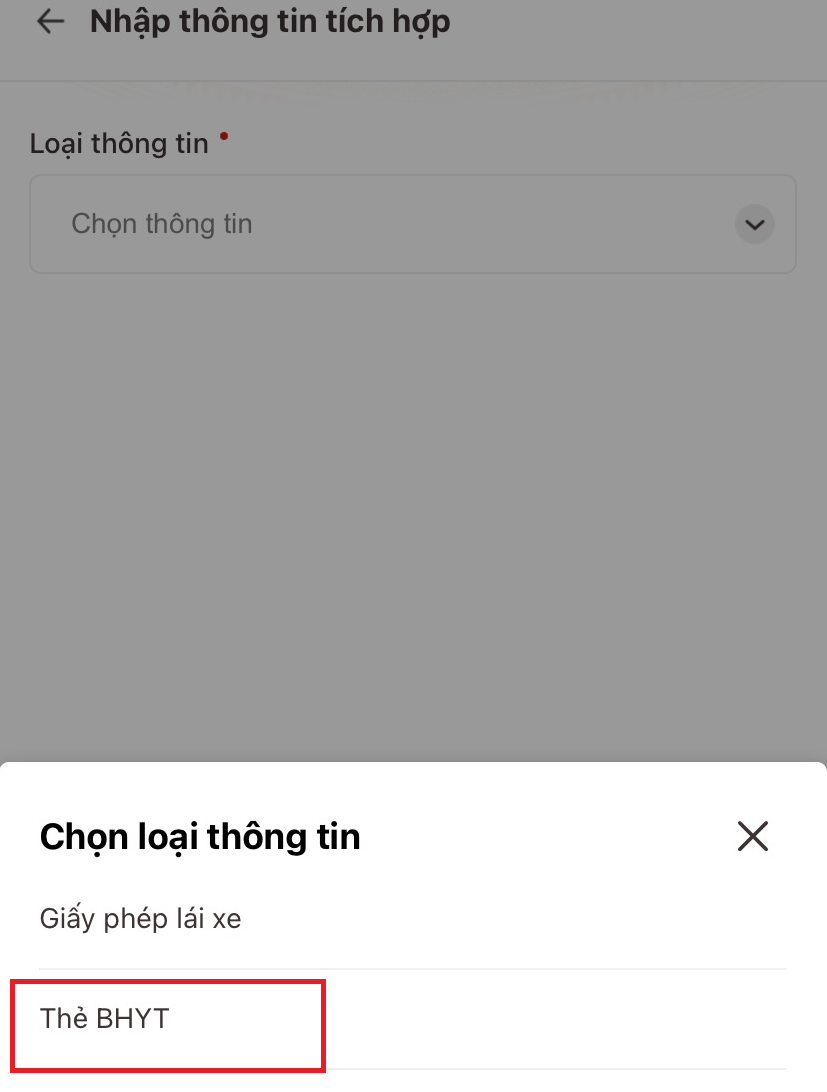 Nhập thông tin tích hợp
Loại thông tin
Chọn thông tin
Chọn loại thông tin
Giấy phép lái xe
Thẻ BHYT